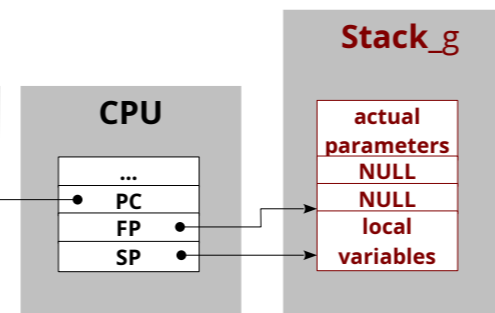 Stack_g
CPU
actual
parameters
NULL
NULL
local
variables
...
PC
FP
SP